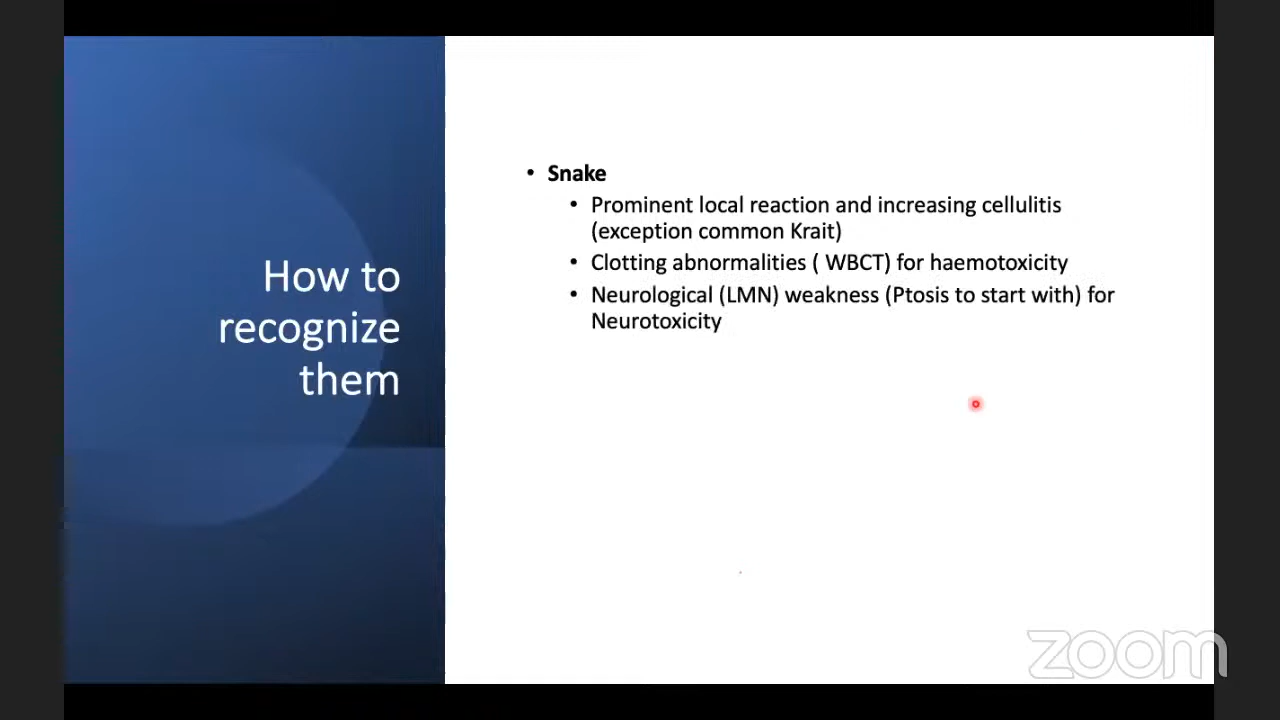 How to
recognize
them
• Snake
• Prominent local reaction and increasing cellulitis
(exception common Krait)
• Clotting abnormalities ( WBCT) for haemotoxicity
• Neurological (LMN) weakness (Ptosis to start with) for
Neurotoxicity
zoom